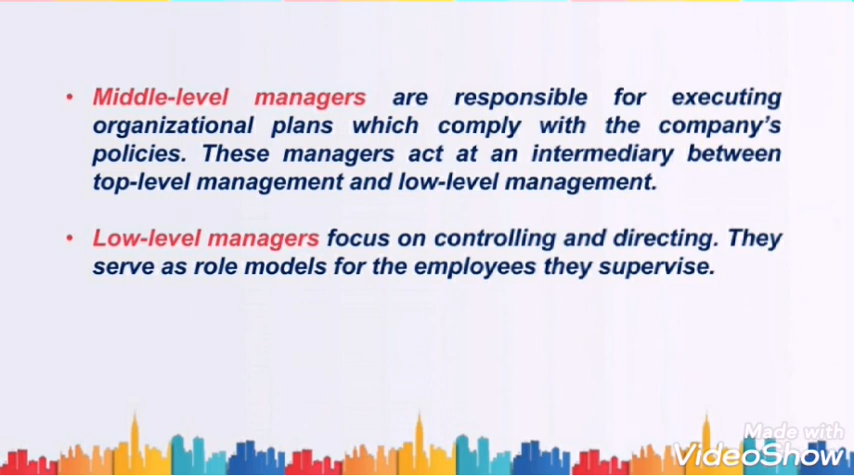 • Middle-level managers are responsible for executing
organizational plans which comply with the company's
policies. These managers act at an intermediary between
top-level management and low-level management.
• Low-level managers focus on controlling and directing. They
serve as role models for the employees they supervise.
Made with
VideoShow